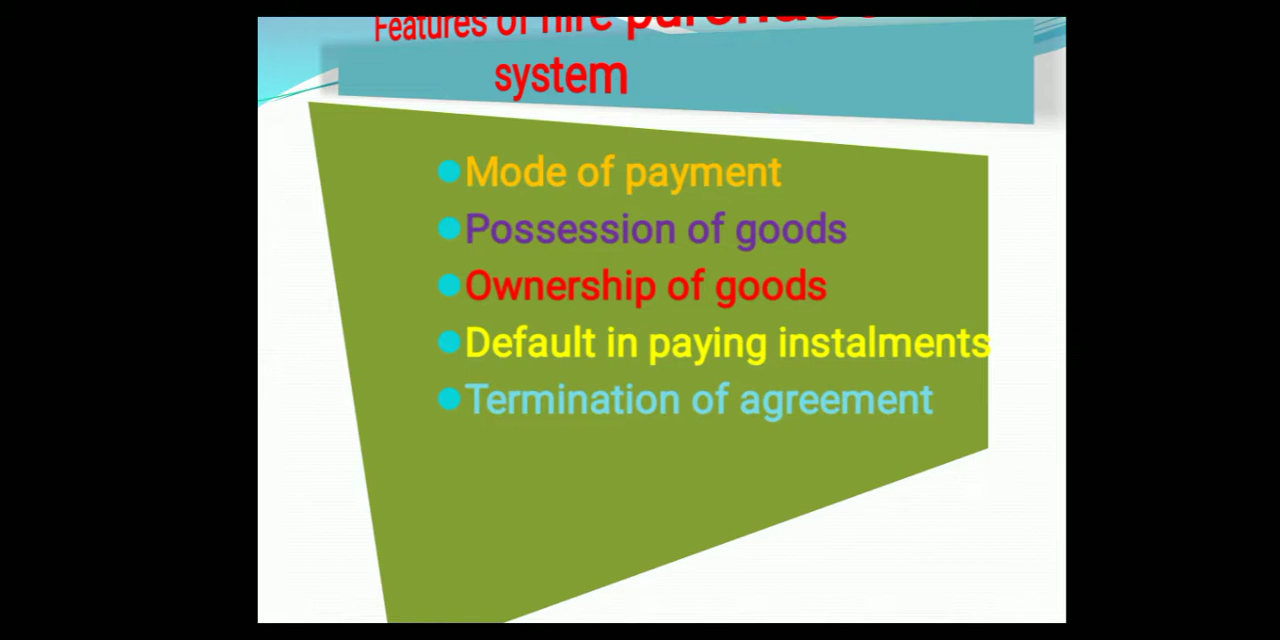 Features of hire purchase
system
Mode of payment
Possession of goods
Ownership of goods
Default in paying instalments
Termination of agreement